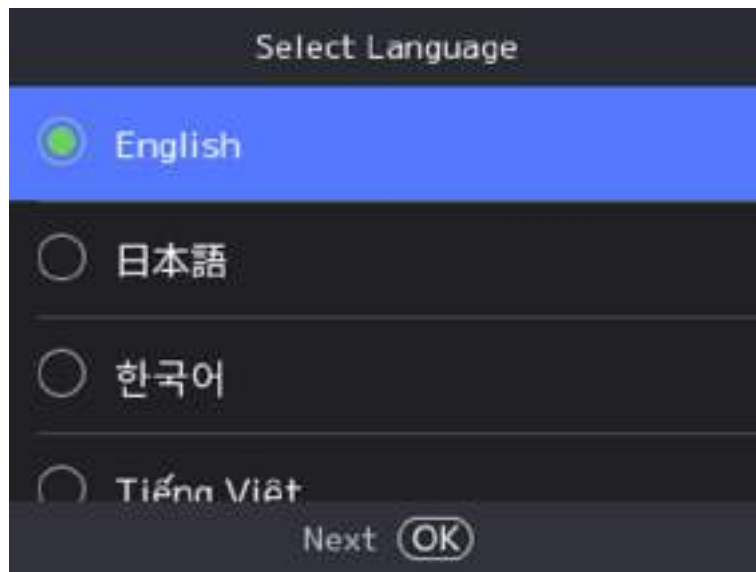 Select Language
English
日本語
한국어
Tiếng Việt
Next OK